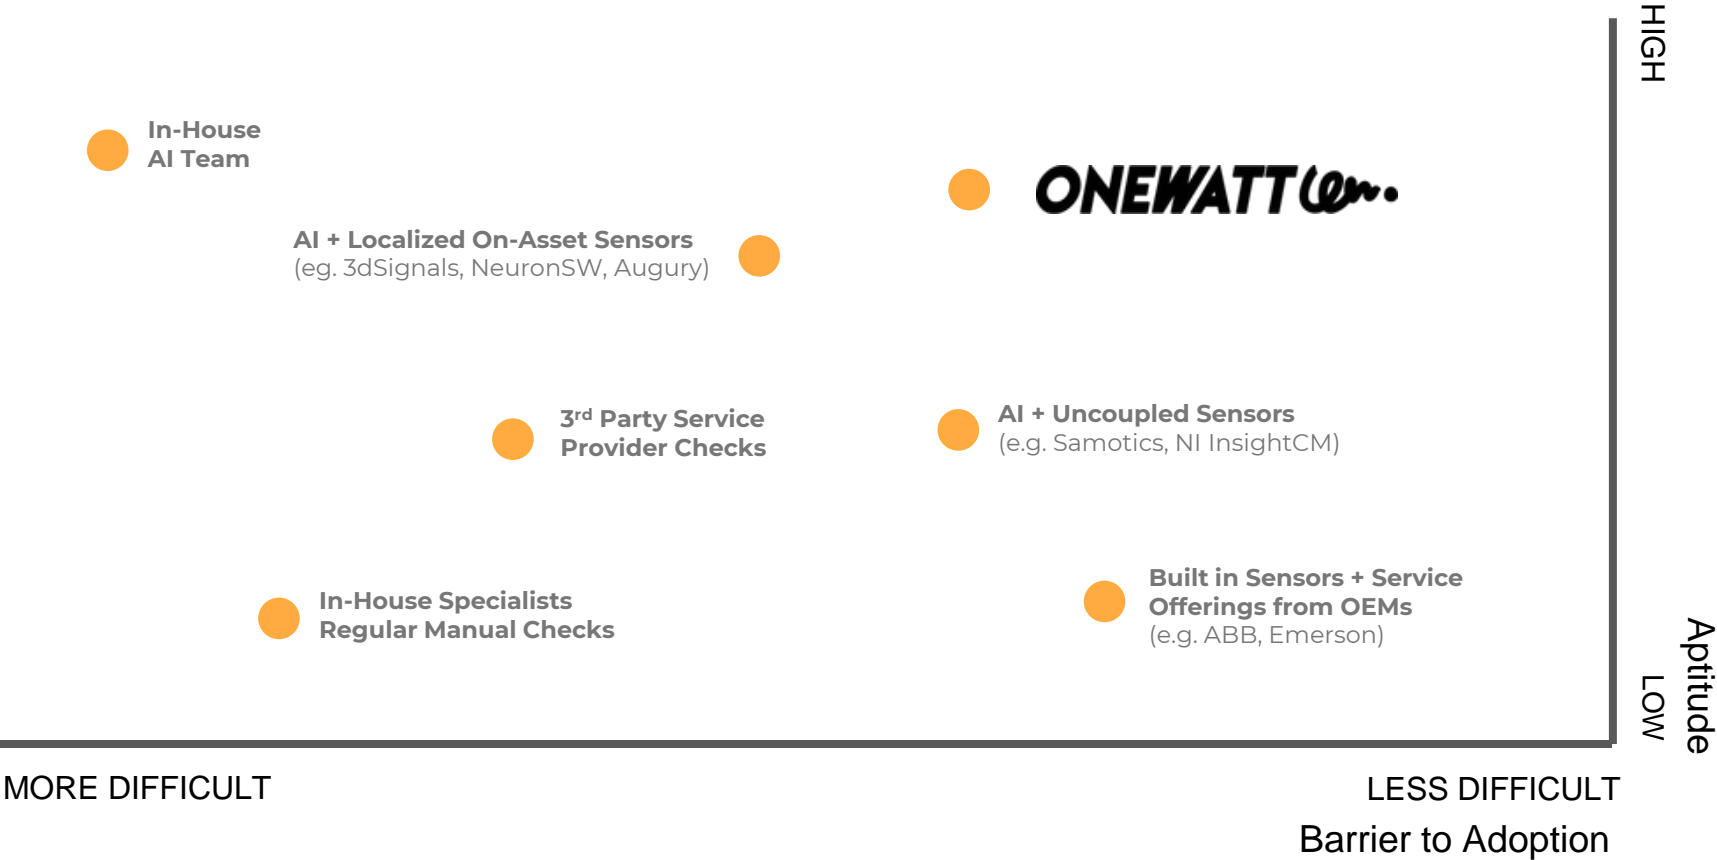 HIGH
In-House
AI Team
ONEWATT
AI + Localized On-Asset Sensors
(eg. 3dSignals, NeuronSW, Augury)
3rd Party Service
Provider Checks
AI + Uncoupled Sensors
(e.g. Samotics, NI InsightCM)
In-House Specialists
Regular Manual Checks
Built in Sensors + Service
Offerings from OEMs
(e.g. ABB, Emerson)
LOW
Aptitude
MORE DIFFICULT
LESS DIFFICULT
Barrier to Adoption